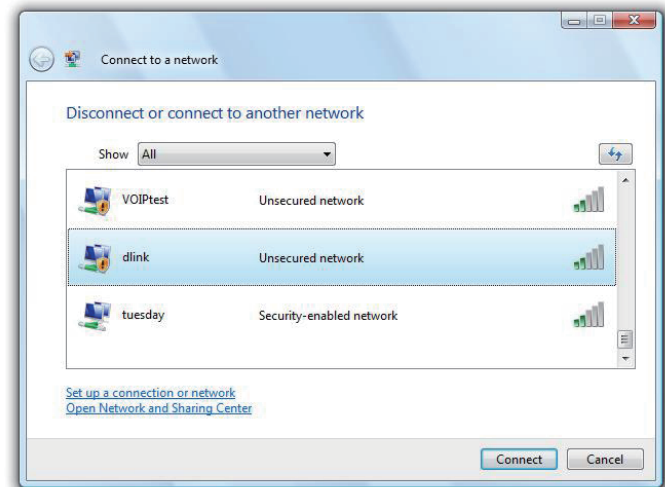 Connect to a network
Disconnect or connect to another network
Show All
VOIPtest Unsecured network
dlink Unsecured network
tuesday Security-enabled network
Set up a connection or network
Open Network and Sharing Center
Connect Cancel